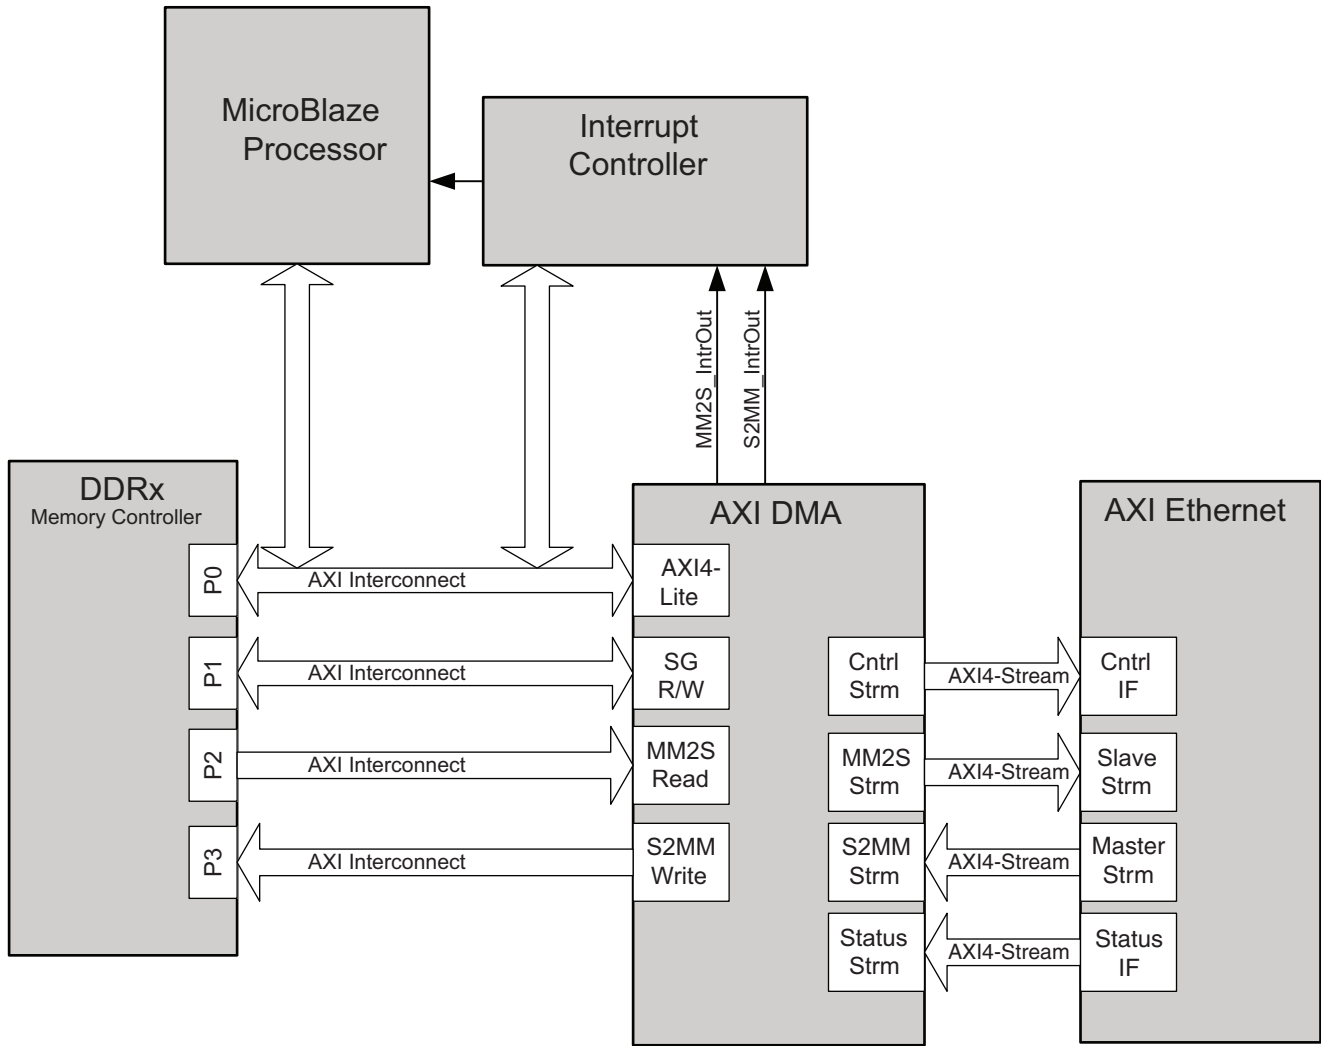 MicroBlaze
Processor
Interrupt
Controller
MM2S_IntrOut
S2MM_IntrOut
DDRx
Memory Controller
AXI DMA
AXI Ethernet
P0
AXI Interconnect
AXI4-
Lite
P1
AXI Interconnect
SG
R/W
Cntrl
Strm
AXI4-Stream
Cntrl
IF
P2
AXI Interconnect
MM2S
Read
MM2S
Strm
AXI4-Stream
Slave
Strm
P3
AXI Interconnect
S2MM
Write
S2MM
Strm
AXI4-Stream
Master
Strm
Status
Strm
AXI4-Stream
Status
IF